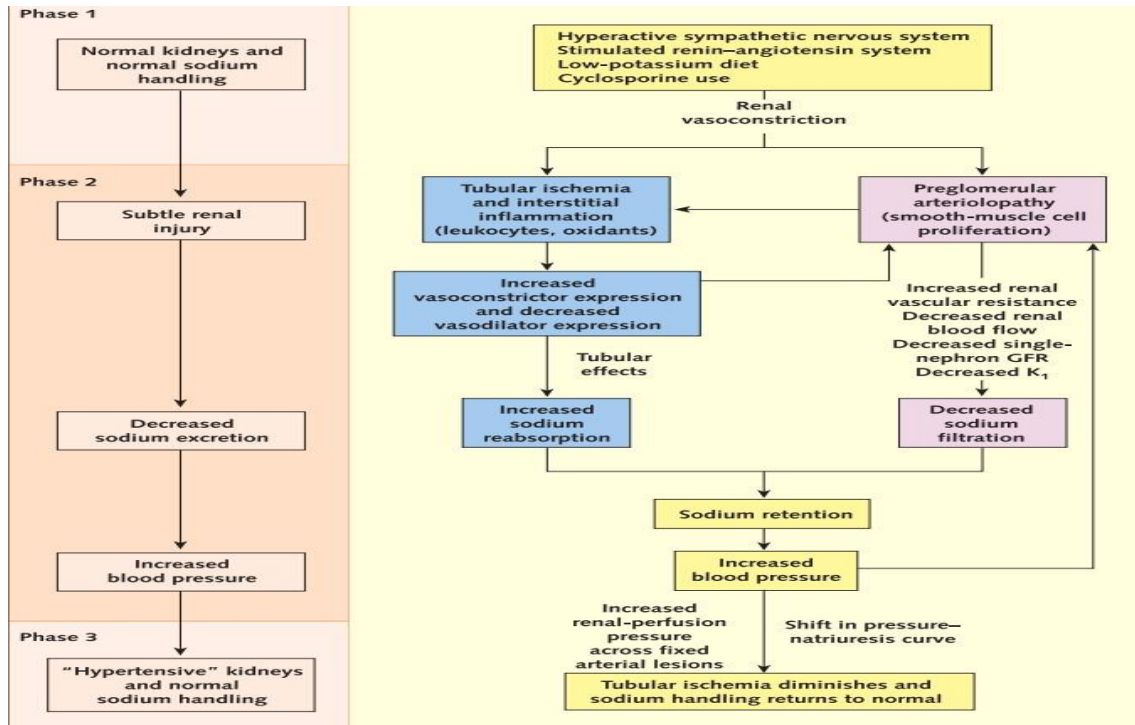 Phase 1
Normal kidneys and
normal sodium
handling
Phase 2
Subtle renal
injury
Decreased
sodium excretion
Increased
blood pressure
Phase 3
“Hypertensive” kidneys
and normal
sodium handling
Hyperactive sympathetic nervous system
Stimulated renin–angiotensin system
Low-potassium diet
Cyclosporine use
Renal
vasoconstriction
Tubular ischemia
and interstitial
inflammation
(leukocytes, oxidants)
Preglomerular
arteriolopathy
(smooth-muscle cell
proliferation)
Increased
vasoconstrictor expression
and decreased
vasodilator expression
Increased renal
vascular resistance
Decreased renal
blood flow
Decreased single-
nephron GFR
Decreased K1
Tubular
effects
Increased
sodium
reabsorption
Decreased
sodium
filtration
Sodium retention
Increased
blood pressure
Increased
renal-perfusion
pressure
across fixed
arterial lesions
Shift in pressure–
natriuresis curve
Tubular ischemia diminishes and
sodium handling returns to normal